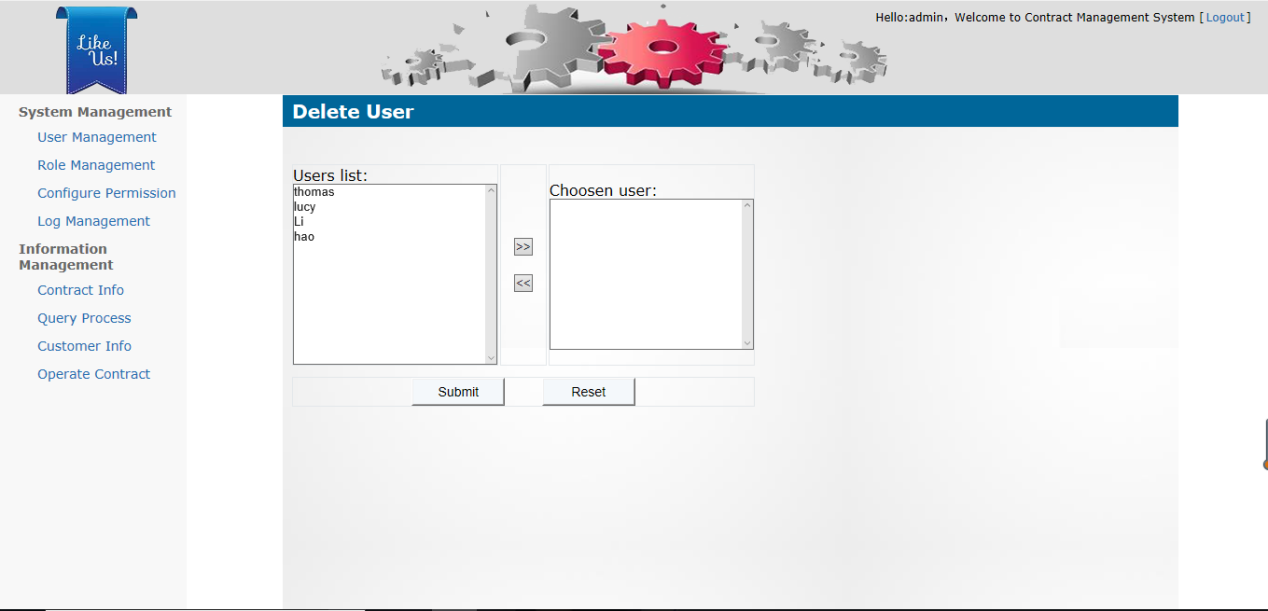 Like
Us!
Hello:admin，Welcome to Contract Management System [Logout]
System Management
User Management
Role Management
Configure Permission
Log Management
Information
Management
Contract Info
Query Process
Customer Info
Operate Contract
Delete User
Users list:
thomas
lucy
Li
hao
>>
<<
Choosen user:
Submit
Reset